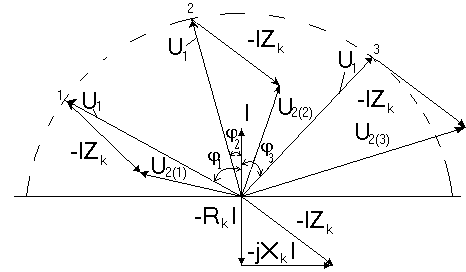 2
3
1
U₁
-IZₖ
U₁
U₁
-IZₖ
I
U₂₍₂₎
-IZₖ
-IZₖ
U₂₍₁₎
φ₁
φ₂
φ₃
U₂₍₃₎
-RₖI
-IZₖ
-jXₖI